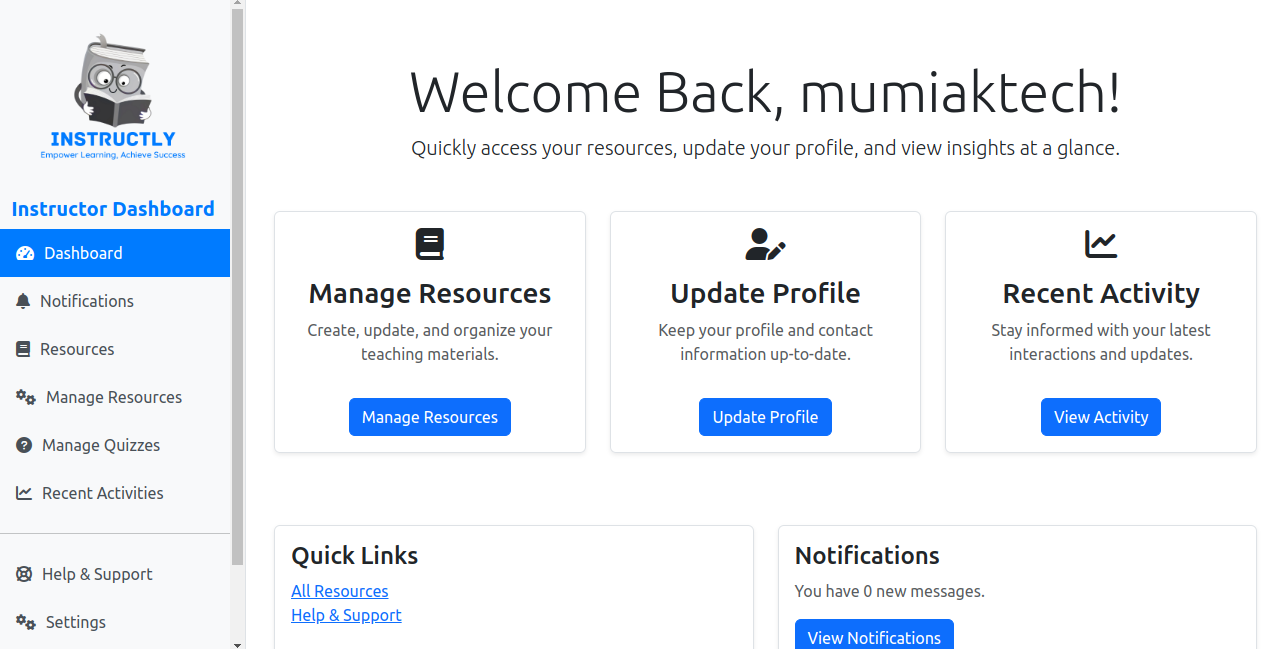 INSTRUCTLY
Empower Learning, Achieve Success
Instructor Dashboard
Dashboard
Notifications
Resources
Manage Resources
Manage Quizzes
Recent Activities
Help & Support
Settings
Welcome Back, mumiaktech!
Quickly access your resources, update your profile, and view insights at a glance.
Manage Resources
Create, update, and organize your
teaching materials.
Manage Resources
Update Profile
Keep your profile and contact
information up-to-date.
Update Profile
Recent Activity
Stay informed with your latest
interactions and updates.
View Activity
Quick Links
All Resources
Help & Support
Notifications
You have 0 new messages.
View Notifications